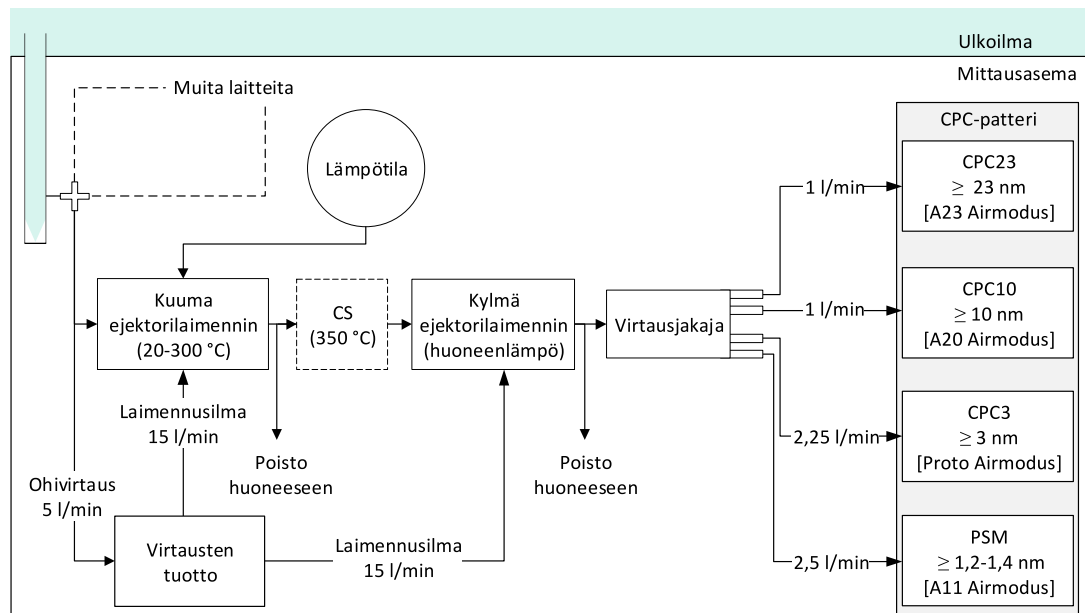 Ulkoilma
Mittausasema
Muita laitteita
Lämpötila
CPC-patteri
CPC23
≥ 23 nm
[A23 Airmodus]
1 l/min
Kuuma
ejektorilaimennin
(20-300 °C)
CS
(350 °C)
Kylmä
ejektorilaimennin
(huoneenlämpö)
Virtausjakaja
1 l/min
CPC10
≥ 10 nm
[A20 Airmodus]
Laimennusilma
15 l/min
Poisto
huoneeseen
Poisto
huoneeseen
2,25 l/min
CPC3
≥ 3 nm
[Proto Airmodus]
Ohivirtaus
5 l/min
Virtausten
tuotto
Laimennusilma
15 l/min
2,5 l/min
PSM
≥ 1,2-1,4 nm
[A11 Airmodus]